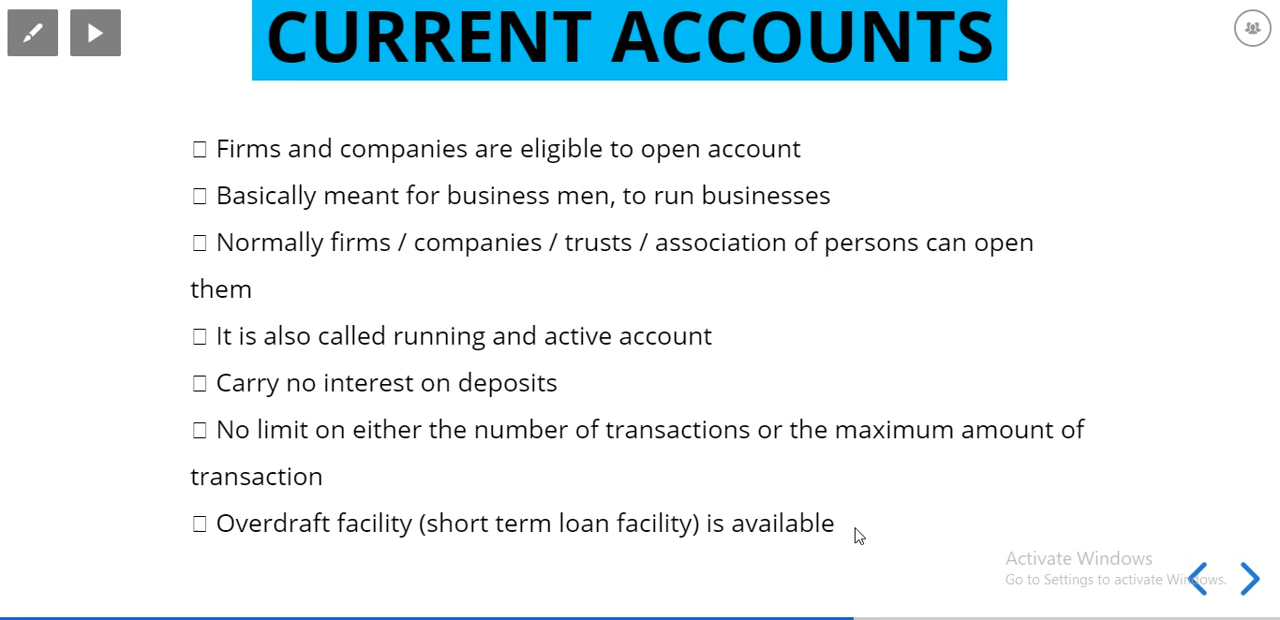 CURRENT ACCOUNTS
□ Firms and companies are eligible to open account
□ Basically meant for business men, to run businesses
□ Normally firms / companies / trusts / association of persons can open
them
□ It is also called running and active account
□ Carry no interest on deposits
□ No limit on either the number of transactions or the maximum amount of
transaction
□ Overdraft facility (short term loan facility) is available
Activate Windows
Go to Settings to activate Windows.